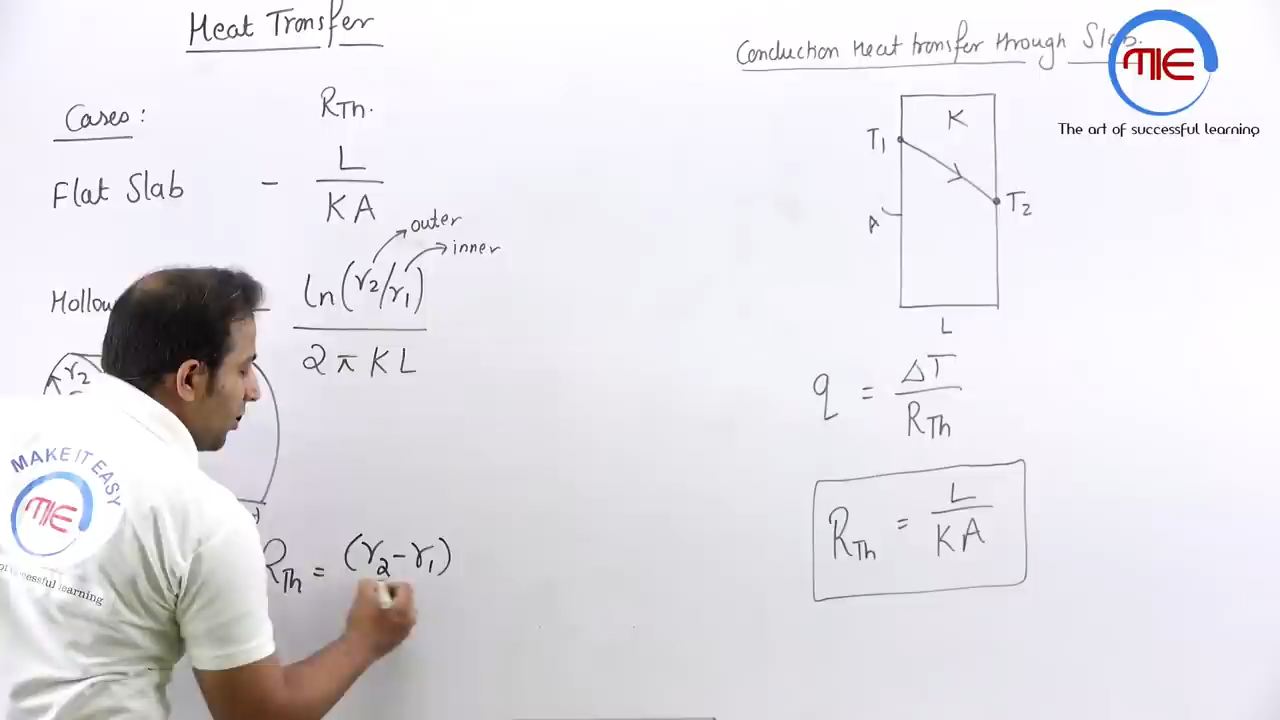 Heat Transfer
Cases:
RTh.
Flat Slab - L
KA
outer
inner
Hollow
ln(r2/r1)
2πKL
r2
RTh = (r2-r1)
Conduction Heat transfer through Slab.
K
T1
T2
A
L
q = ΔT
RTh
RTh = L
KA
MIE
The art of successful learning
MAKE IT EASY
MIE
successful learning